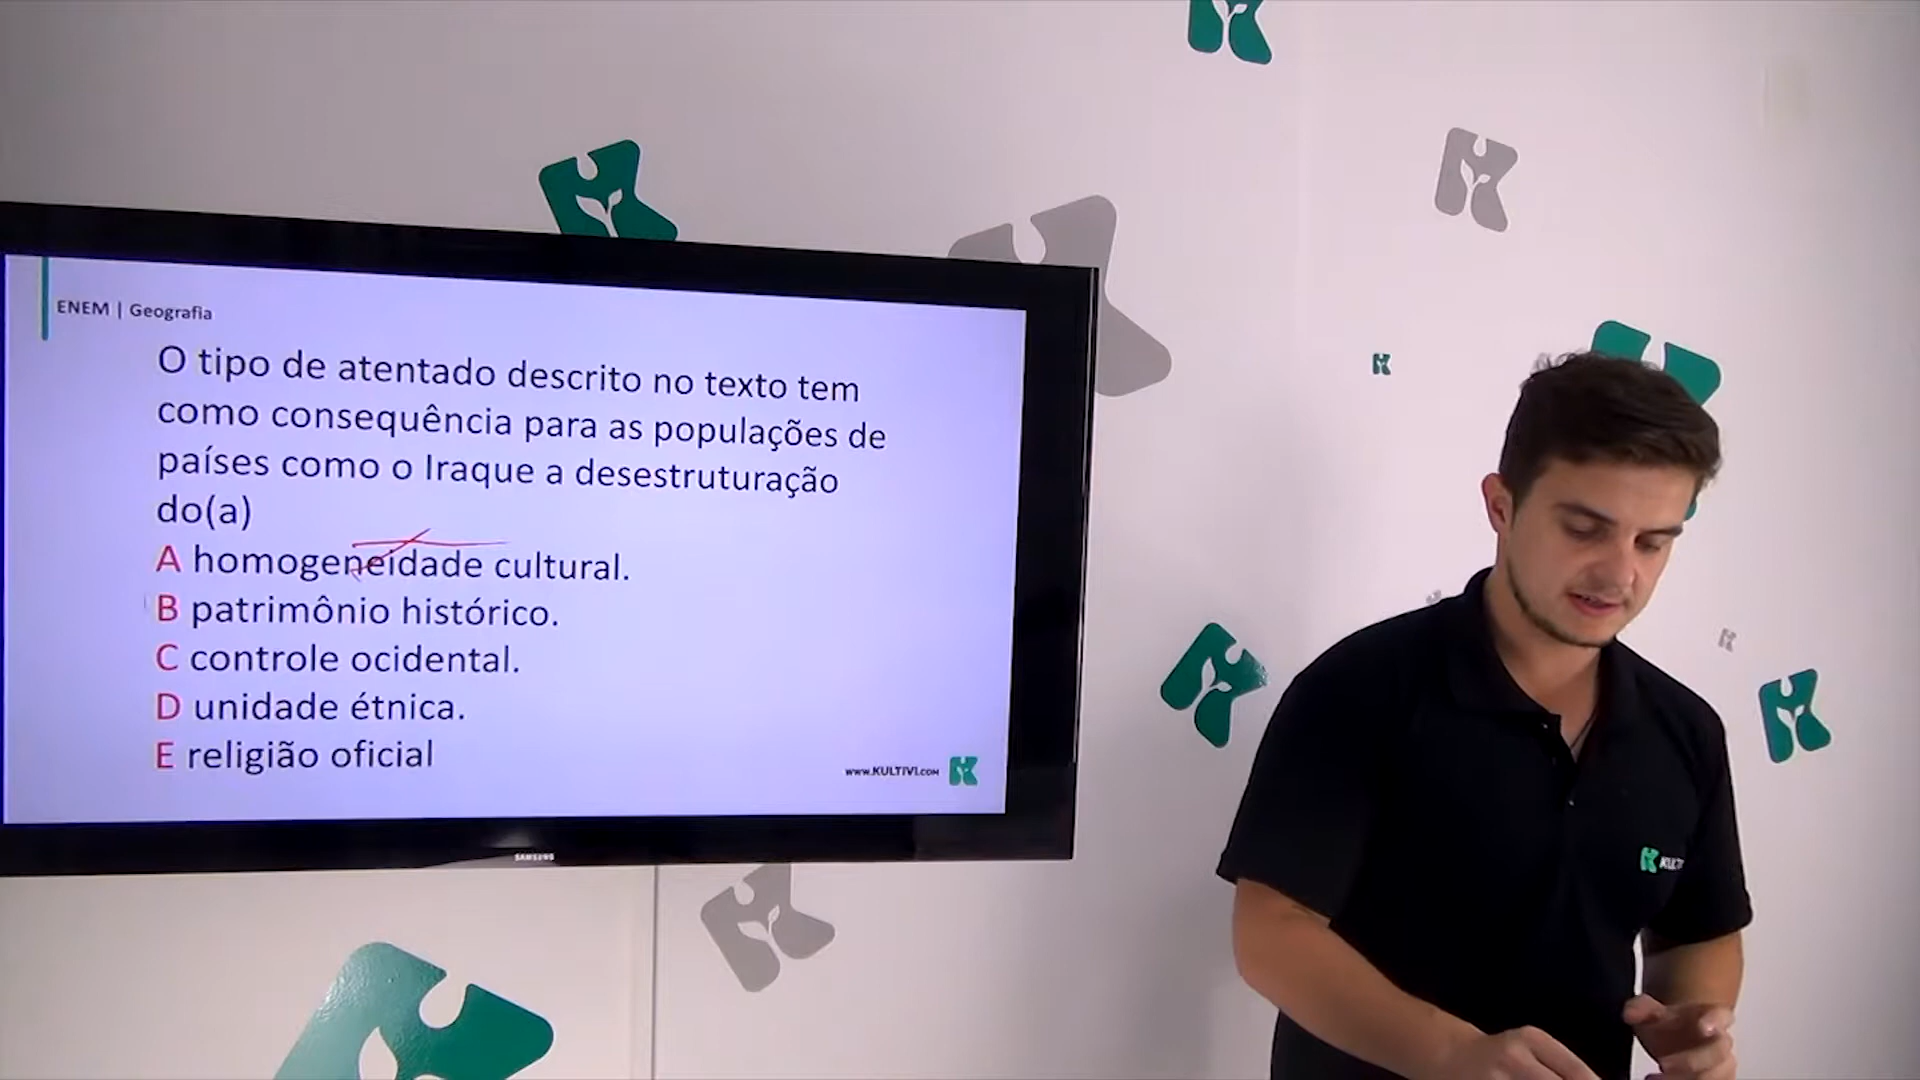 ENEM | Geografia
O tipo de atentado descrito no texto tem
como consequência para as populações de
países como o Iraque a desestruturação
do(a)
A homogeneidade cultural.
B patrimônio histórico.
C controle ocidental.
D unidade étnica.
E religião oficial
www.KULTIVI.COM
SAMSUNG